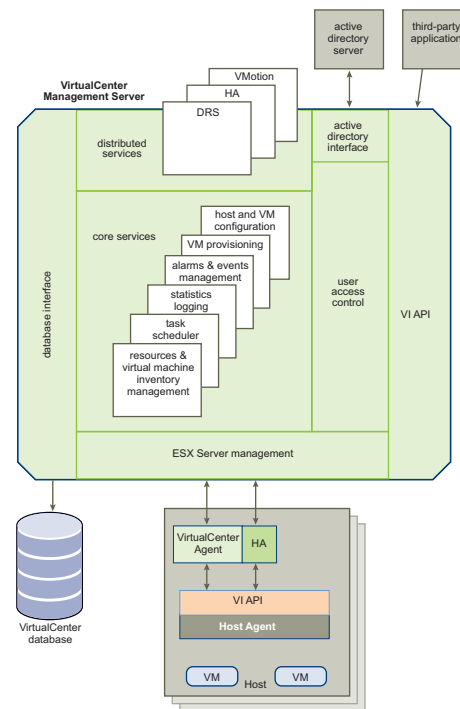 active
directory
server
third-party
application
VirtualCenter
Management Server
VMotion
HA
DRS
distributed
services
active
directory
interface
core services
host and VM
configuration
VM provisioning
alarms & events
management
statistics
logging
task
scheduler
resources &
virtual machine
inventory
management
user
access
control
database interface
VI API
ESX Server management
VirtualCenter
Agent
HA
VI API
Host Agent
VM
Host
VM
VirtualCenter
database